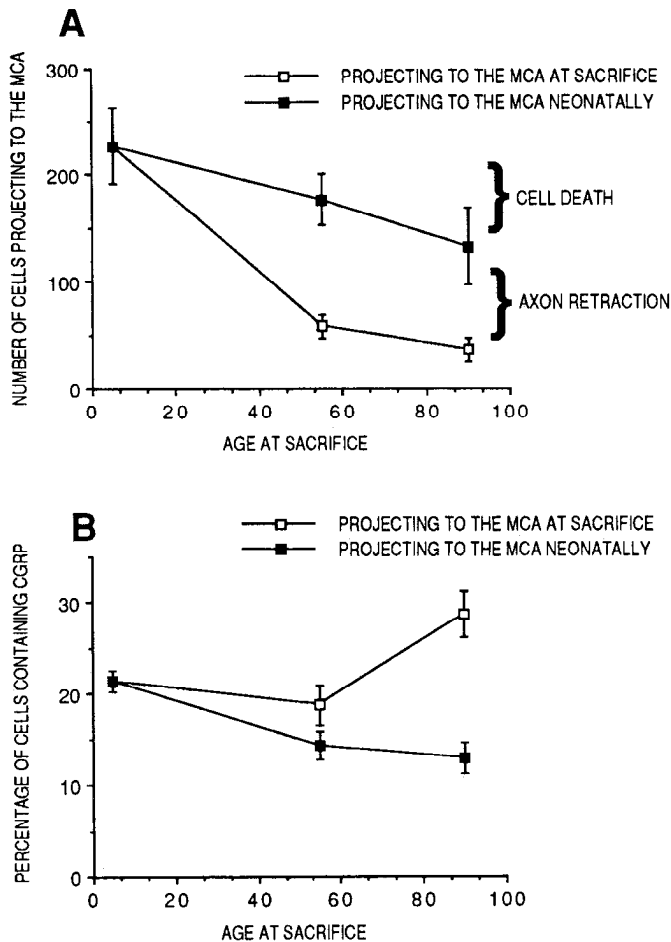 A
PROJECTING TO THE MCA AT SACRIFICE
PROJECTING TO THE MCA NEONATALLY
NUMBER OF CELLS PROJECTING TO THE MCA
300
200
100
0
CELL DEATH
AXON RETRACTION
0 20 40 60 80 100
AGE AT SACRIFICE
B
PROJECTING TO THE MCA AT SACRIFICE
PROJECTING TO THE MCA NEONATALLY
PERCENTAGE OF CELLS CONTAINING CGRP
30
20
10
0
0 20 40 60 80 100
AGE AT SACRIFICE